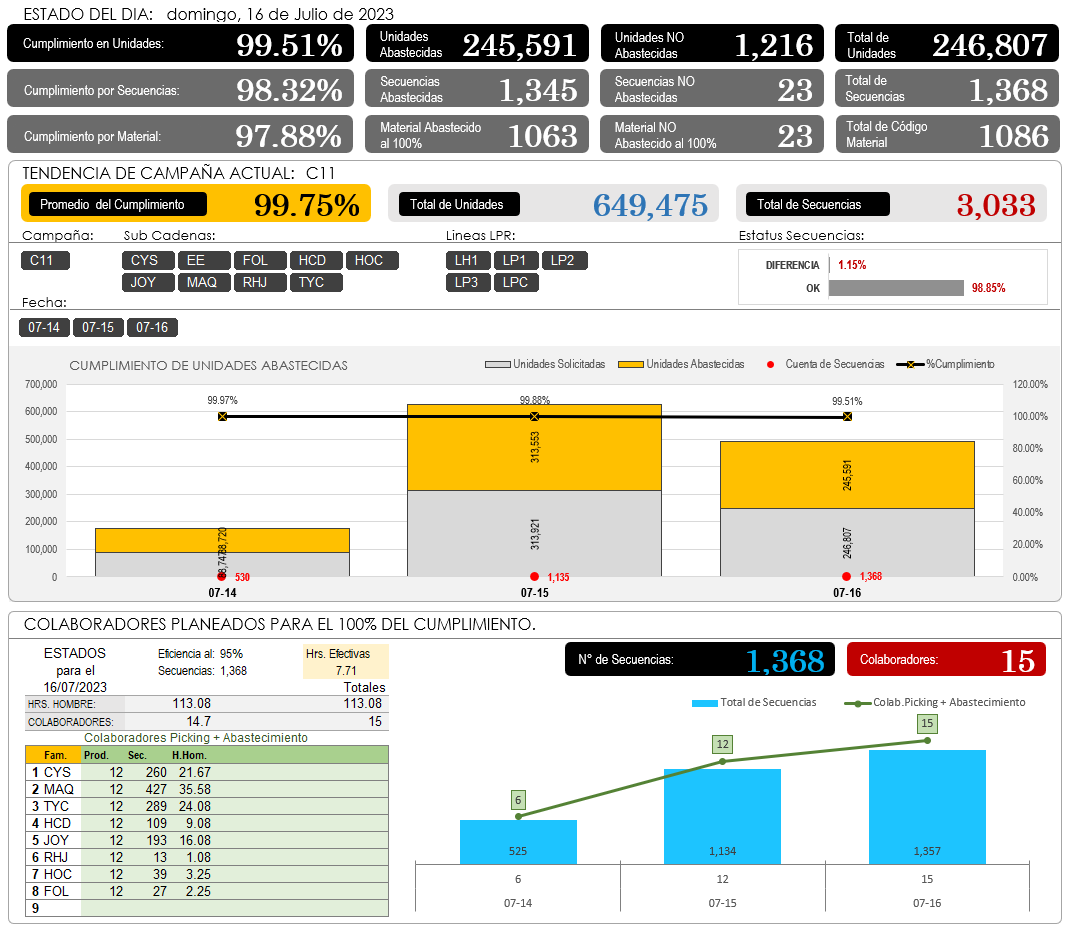 ESTADO DEL DIA: domingo, 16 de Julio de 2023
Cumplimiento en Unidades: 99.51%
Unidades Abastecidas 245,591
Unidades NO Abastecidas 1,216
Total de Unidades 246,807
Cumplimiento por Secuencias: 98.32%
Secuencias Abastecidas 1,345
Secuencias NO Abastecidas 23
Total de Secuencias 1,368
Cumplimiento por Material: 97.88%
Material Abastecido al 100% 1063
Material NO Abastecido al 100% 23
Total de Código Material 1086
TENDENCIA DE CAMPAÑA ACTUAL: C11
Promedio del Cumplimiento 99.75%
Total de Unidades 649,475
Total de Secuencias 3,033
Campaña: Sub Cadenas: Lineas LPR: Estatus Secuencias:
C11 CYS EE FOL HCD HOC LH1 LP1 LP2
JOY MAQ RHJ TYC LP3 LPC
DIFERENCIA 1.15%
OK 98.85%
Fecha:
07-14 07-15 07-16
CUMPLIMIENTO DE UNIDADES ABASTECIDAS
Unidades Solicitadas Unidades Abastecidas Cuenta de Secuencias %Cumplimiento
700,000 120.00%
99.97% 99.88% 99.51%
600,000 100.00%
500,000 80.00%
400,000 60.00%
300,000 40.00%
200,000 20.00%
100,000 0.00%
0
88,720 313,553 245,591
88,747 313,921 246,807
530 1,135 1,368
07-14 07-15 07-16
COLABORADORES PLANEADOS PARA EL 100% DEL CUMPLIMIENTO.
ESTADOS para el 16/07/2023
Eficiencia al: 95%
Secuencias: 1,368
Hrs. Efectivas
7.71
Totales
HRS. HOMBRE: 113.08 113.08
COLABORADORES: 14.7 15
Colaboradores Picking + Abastecimiento
Fam. Prod. Sec. H.Hom.
1 CYS 12 260 21.67
2 MAQ 12 427 35.58
3 TYC 12 289 24.08
4 HCD 12 109 9.08
5 JOY 12 193 16.08
6 RHJ 12 13 1.08
7 HOC 12 39 3.25
8 FOL 12 27 2.25
9
N° de Secuencias: 1,368
Colaboradores: 15
Total de Secuencias Colab.Picking + Abastecimiento
6 12 15
525 1,134 1,357
6 12 15
07-14 07-15 07-16